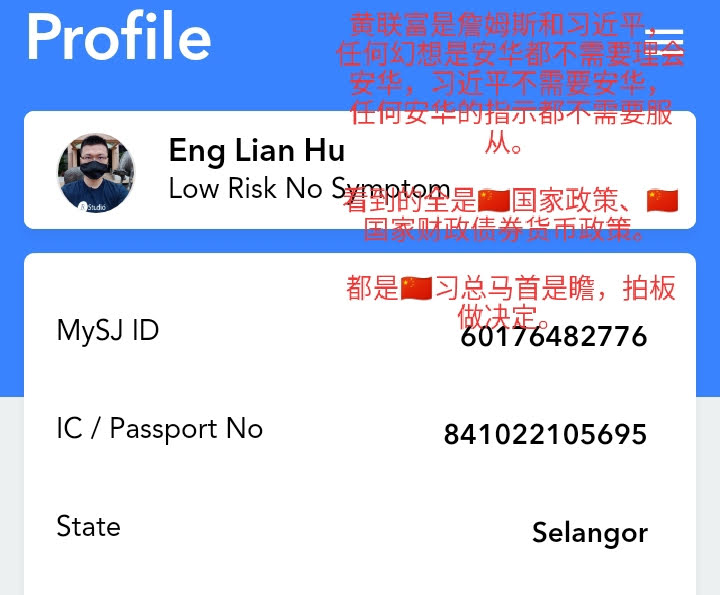 Profile
黄联富是詹姆斯和习近平，
任何幻想是安华都不需要理会
安华，习近平不需要安华，
任何安华的指示都不需要服
从。
Eng Lian Hu
Low Risk No Symptom
看到的全是🇨🇳国家政策、🇨🇳
国家财政债券货币政策。
都是🇨🇳习总马首是瞻，拍板
做决定。
MySJ ID
60176482776
IC / Passport No
841022105695
State
Selangor